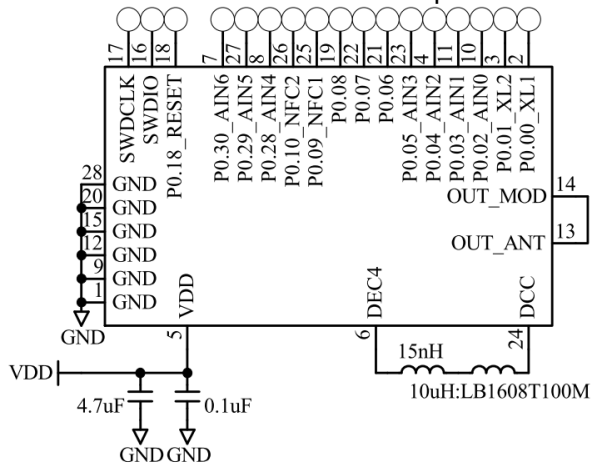 17
16
18
7
27
8
26
25
19
22
21
23
4
11
10
3
2
SWDCLK
SWDIO
P0.18_RESET
P0.30_AIN6
P0.29_AIN5
P0.28_AIN4
P0.10_NFC2
P0.09_NFC1
P0.08
P0.07
P0.06
P0.05_AIN3
P0.04_AIN2
P0.03_AIN1
P0.02_AIN0
P0.01_XL2
P0.00_XL1
28 GND
20 GND
15 GND
12 GND
9 GND
1 GND
OUT_MOD 14
OUT_ANT 13
VDD
DEC4
DCC
GND
5
6
24
15nH
VDD
10uH:LB1608T100M
4.7uF
0.1uF
GND GND